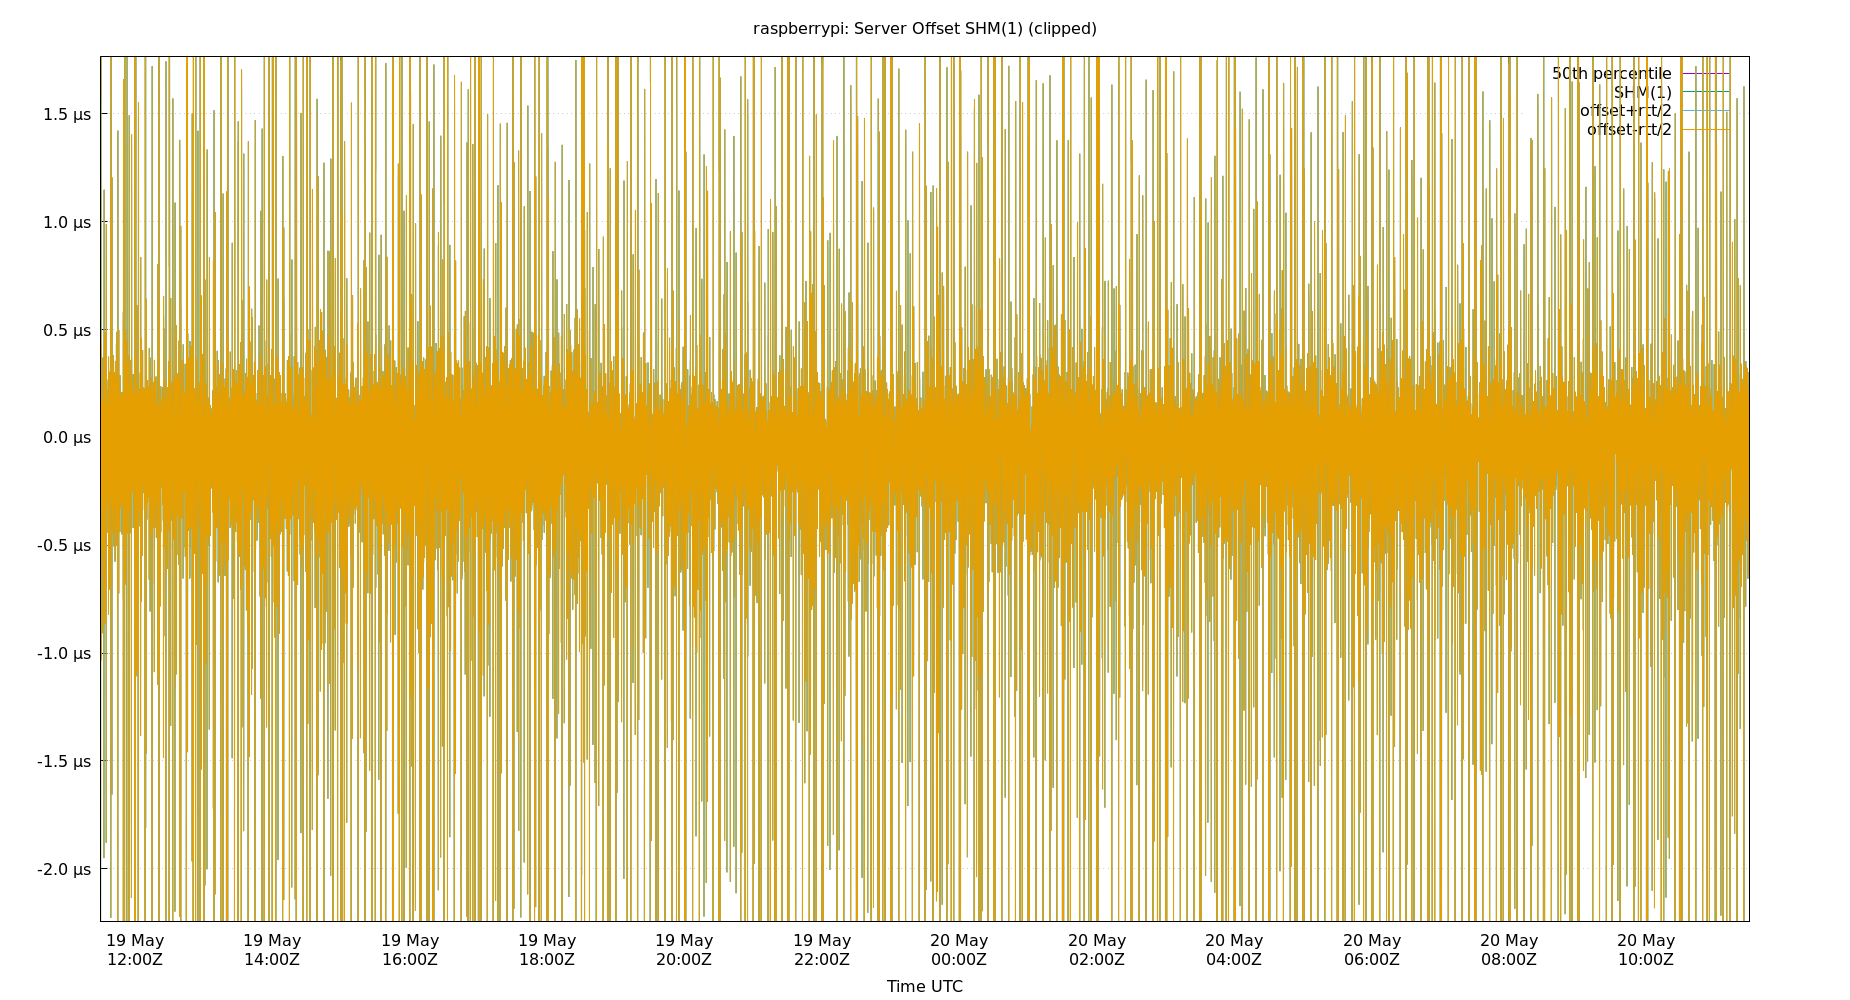 raspberrypi: Server Offset SHM(1) (clipped)
50th percentile
SHM(1)
offset+rtt/2
offset-rtt/2
1.5 µs
1.0 µs
0.5 µs
0.0 µs
-0.5 µs
-1.0 µs
-1.5 µs
-2.0 µs
19 May 19 May 19 May 19 May 19 May 19 May 20 May 20 May 20 May 20 May 20 May 20 May
12:00Z 14:00Z 16:00Z 18:00Z 20:00Z 22:00Z 00:00Z 02:00Z 04:00Z 06:00Z 08:00Z 10:00Z
Time UTC